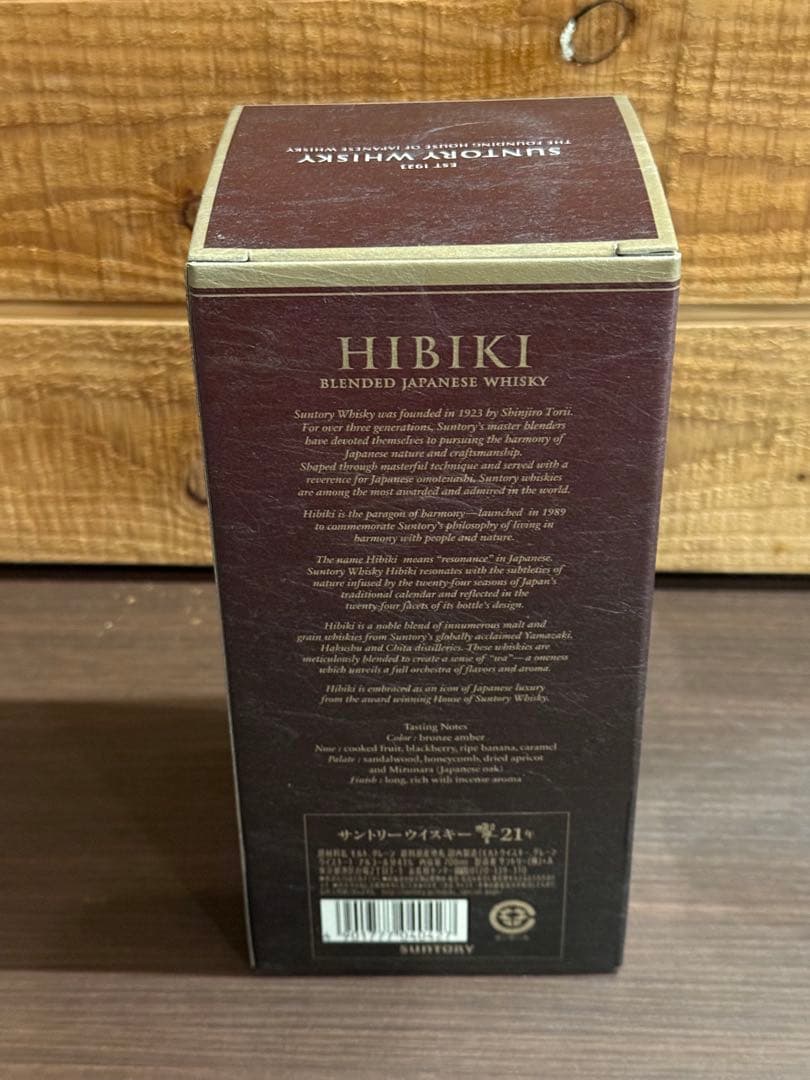 EST 1923
SUNTORY WHISKY
THE FOUNDING HOUSE OF JAPANESE WHISKY
HIBIKI
BLENDED JAPANESE WHISKY
Suntory Whisky was founded in 1923 by Shinjiro Torii.
For over three generations, Suntory's master blenders
have devoted themselves to pursuing the harmony of
Japanese nature and craftsmanship.
Shaped through masterful technique and served with a
reverence for Japanese omotenashi, Suntory whiskies
are among the most awarded and admired in the world.
Hibiki is the paragon of harmony—launched in 1989
to commemorate Suntory's philosophy of living in
harmony with people and nature.
The name Hibiki means "resonance" in Japanese.
Suntory Whisky Hibiki resonates with the subtleties of
nature infused by the twenty-four seasons of Japan's
traditional calendar and reflected in the
twenty-four facets of its bottle's design.
Hibiki is a noble blend of innumerous malt and
grain whiskies from Suntory's globally acclaimed Yamazaki,
Hakushu and Chita distilleries. These whiskies are
meticulously blended to create a sense of "wa"—a oneness
which unveils a full orchestra of flavors and aroma.
Hibiki is embraced as an icon of Japanese luxury
from the award winning House of Suntory Whisky.
Tasting Notes
Color : bronze amber
Nose : cooked fruit, blackberry, ripe banana, caramel
Palate : sandalwood, honeycomb, dried apricot
and Mizunara (Japanese oak)
Finish : long, rich with incense aroma
サントリーウイスキー 響 21年
4 901777 040427
SUNTORY